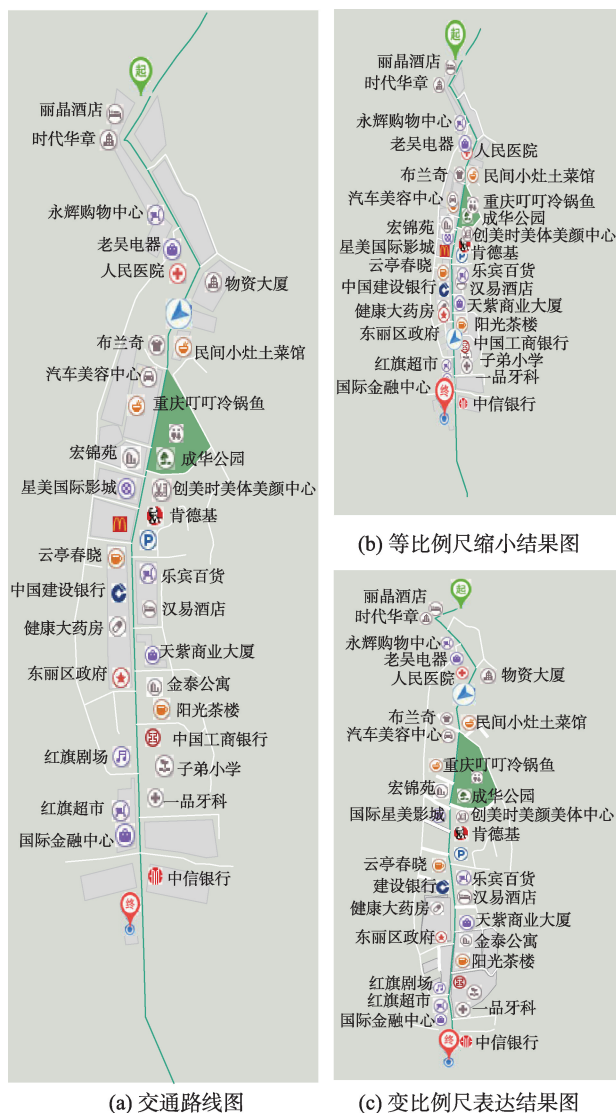 起
丽晶酒店
时代华章
永辉购物中心
老吴电器
人民医院
物资大厦
布兰奇
民间小灶土菜馆
汽车美容中心
重庆叮叮冷锅鱼
宏锦苑
成华公园
星美国际影城
创美时美体美颜中心
肯德基
P
云亭春晓
乐宾百货
中国建设银行
汉易酒店
健康大药房
天紫商业大厦
东丽区政府
金泰公寓
阳光茶楼
中国工商银行
红旗剧场
子弟小学
一品牙科
红旗超市
国际金融中心
中信银行
终
(a) 交通路线图
起
丽晶酒店
时代华章
永辉购物中心
老吴电器
人民医院
布兰奇
民间小灶土菜馆
汽车美容中心
重庆叮叮冷锅鱼
成华公园
宏锦苑
创美时美体美颜中心
星美国际影城
肯德基
P
云亭春晓
乐宾百货
中国建设银行
汉易酒店
健康大药房
天紫商业大厦
东丽区政府
阳光茶楼
中国工商银行
红旗超市
子弟小学
一品牙科
国际金融中心
终
中信银行
(b) 等比例尺缩小结果图
丽晶酒店
起
时代华章
永辉购物中心
老吴电器
人民医院
物资大厦
布兰奇
民间小灶土菜馆
汽车美容中心
重庆叮叮冷锅鱼
宏锦苑
成华公园
国际星美影城
创美时美颜美体中心
肯德基
P
云亭春晓
乐宾百货
建设银行
汉易酒店
健康大药房
天紫商业大厦
东丽区政府
金泰公寓
阳光茶楼
红旗剧场
红旗超市
一品牙科
国际金融中心
终
中信银行
(c) 变比例尺表达结果图